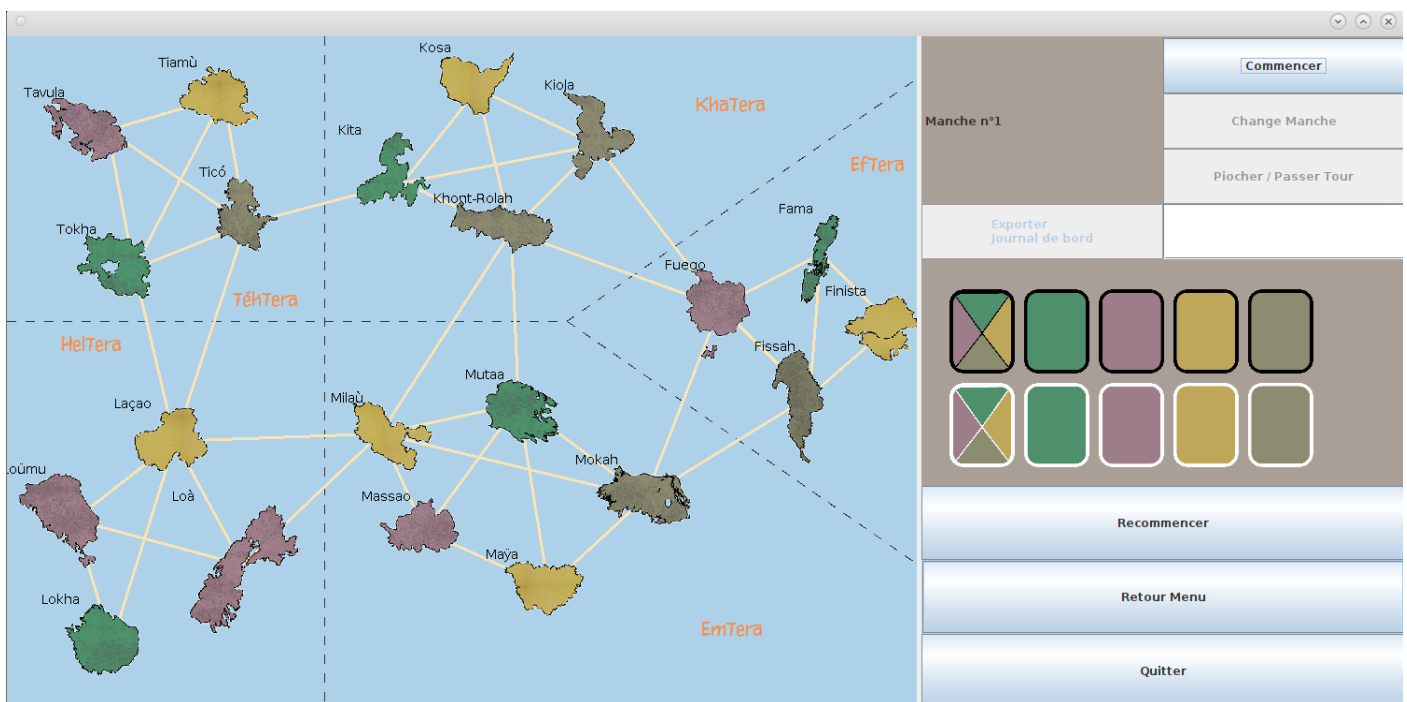 Kosa
Tiamù
Kiola
Tavula
KhaTera
Kita
EfTera
Ticó
Khont-Rolah
Fama
Tokha
Fuego
Finista
TéhTera
HelTera
Fissah
Mutaa
Milaù
Laçao
Mokah
oümu
Loà
Massao
Maÿa
Lokha
EmTera
Commencer
Manche n°1
Change Manche
Piocher / Passer Tour
Exporter
Journal de bord
Recommencer
Retour Menu
Quitter